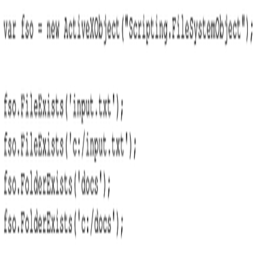 var fso = new ActiveXObject("Scripting.FileSystemObject");
fso.FileExists('input.txt');
fso.FileExists('c:/input.txt');
fso.FolderExists('docs');
fso.FolderExists('c:/docs');